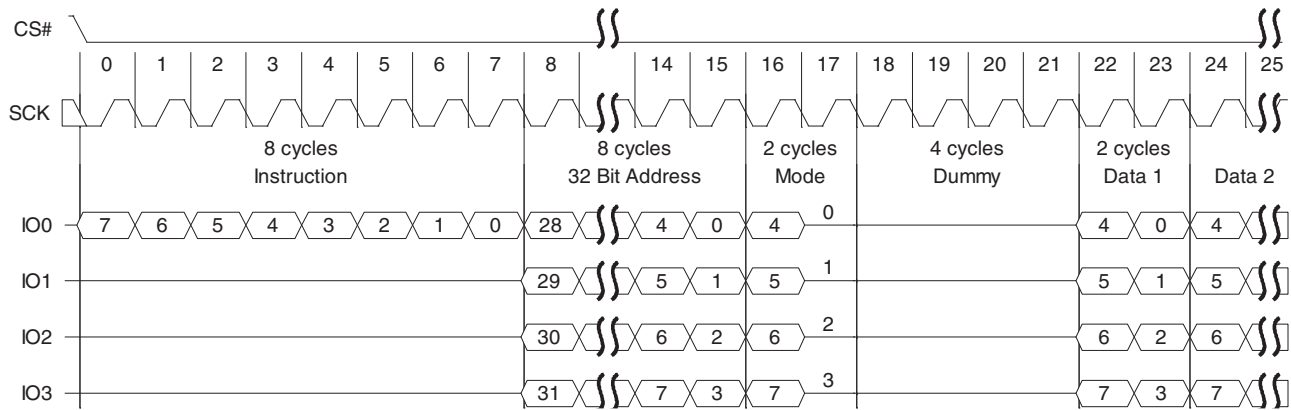 CS#
0 1 2 3 4 5 6 7 8 14 15 16 17 18 19 20 21 22 23 24 25
SCK
8 cycles 8 cycles 2 cycles 4 cycles 2 cycles
Instruction 32 Bit Address Mode Dummy Data 1 Data 2
IO0 7 6 5 4 3 2 1 0 28 4 0 4 0 4 0 4
IO1 29 5 1 5 1 5 1 5
IO2 30 6 2 6 2 6 2 6
IO3 31 7 3 7 3 7 3 7